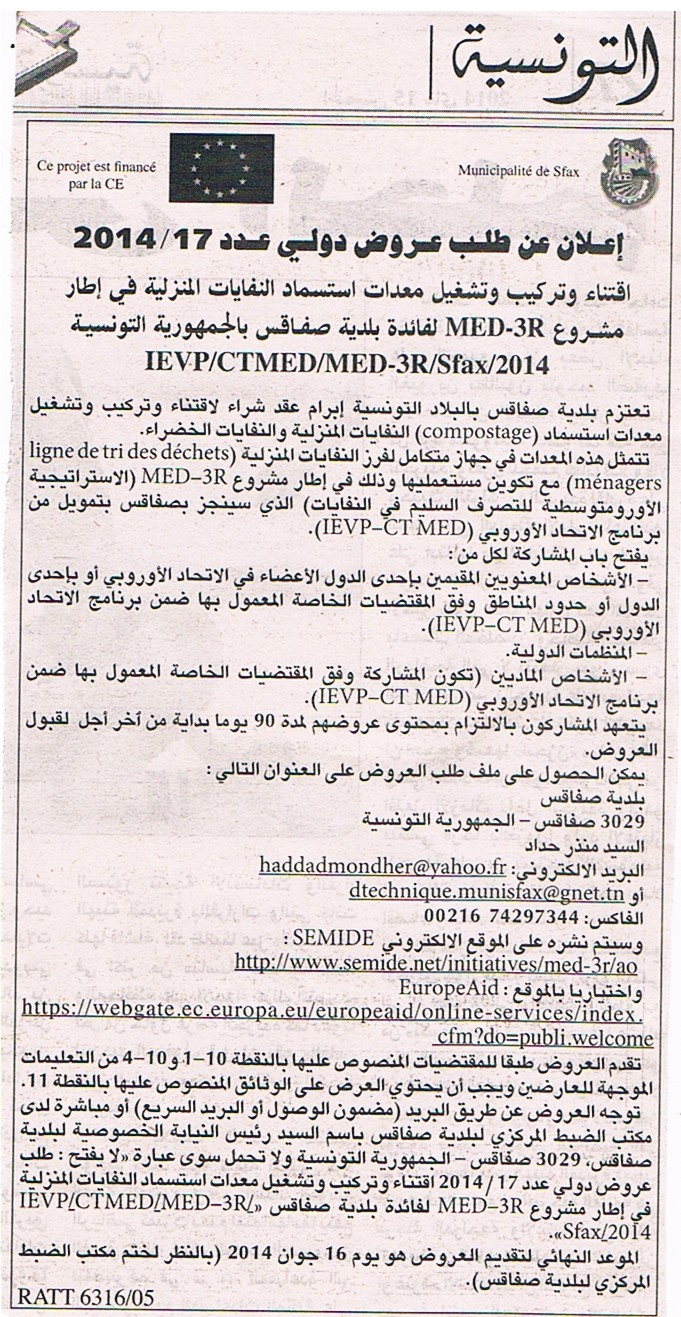 التونسية
Ce projet est financé
par la CE
Municipalité de Sfax
إعلان عن طلب عروض دولي عدد 2014/17
اقتناء وتركيب وتشغيل معدات استسماد النفايات المنزلية في إطار
مشروع MED-3R لفائدة بلدية صفاقس بالجمهورية التونسية
IEVP/CTMED/MED-3R/Sfax/2014
تعتزم بلدية صفاقس بالبلاد التونسية إبرام عقد شراء لاقتناء وتركيب وتشغيل
معدات استسماد (compostage) النفايات المنزلية والنفايات الخضراء.
تتمثل هذه المعدات في جهاز متكامل لفرز النفايات المنزلية (ligne de tri des déchets
ménagers) مع تكوين مستعمليها وذلك في إطار مشروع MED–3R (الاستراتيجية
الأورومتوسطية للتصرف السليم في النفايات) الذي سينجز بصفاقس بتمويل من
برنامج الاتحاد الأوروبي (IEVP–CT MED).
يفتح باب المشاركة لكل من:
– الأشخاص المعنويين المقيمين بإحدى الدول الأعضاء في الاتحاد الأوروبي أو بإحدى
الدول أو حدود المناطق وفق المقتضيات الخاصة المعمول بها ضمن برنامج الاتحاد
الأوروبي (IEVP–CT MED).
– المنظمات الدولية.
– الأشخاص الماديين (تكون المشاركة وفق المقتضيات الخاصة المعمول بها ضمن
برنامج الاتحاد الأوروبي (IEVP–CT MED).
يتعهد المشاركون بالالتزام بمحتوى عروضهم لمدة 90 يوما بداية من آخر أجل لقبول
العروض.
يمكن الحصول على ملف طلب العروض على العنوان التالي:
بلدية صفاقس
3029 صفاقس – الجمهورية التونسية
السيد منذر حداد
البريد الالكتروني: haddadmondher@yahoo.fr
أو dtechnique.munisfax@gnet.tn
الفاكس: 74297344 00216
وسيتم نشره على الموقع الالكتروني SEMIDE :
http://www.semide.net/initiatives/med-3r/ao
واختياريا بالموقع : EuropeAid
https://webgate.ec.europa.eu/europeaid/online-services/index.
cfm?do=publi.welcome
تقدم العروض طبقا للمقتضيات المنصوص عليها بالنقطة 10–1 و10–4 من التعليمات
الموجهة للعارضين ويجب أن يحتوي العرض على الوثائق المنصوص عليها بالنقطة 11.
توجه العروض عن طريق البريد (مضمون الوصول أو البريد السريع) أو مباشرة لدى
مكتب الضبط المركزي لبلدية صفاقس باسم السيد رئيس النيابة الخصوصية لبلدية
صفاقس، 3029 صفاقس – الجمهورية التونسية ولا تحمل سوى عبارة «لا يفتح : طلب
عروض دولي عدد 17 / 2014 اقتناء وتركيب وتشغيل معدات استسماد النفايات المنزلية
في إطار مشروع MED–3R لفائدة بلدية صفاقس «IEVP/CTMED/MED–3R/
Sfax/2014».
الموعد النهائي لتقديم العروض هو يوم 16 جوان 2014 (بالنظر لختم مكتب الضبط
المركزي لبلدية صفاقس).
RATT 6316/05